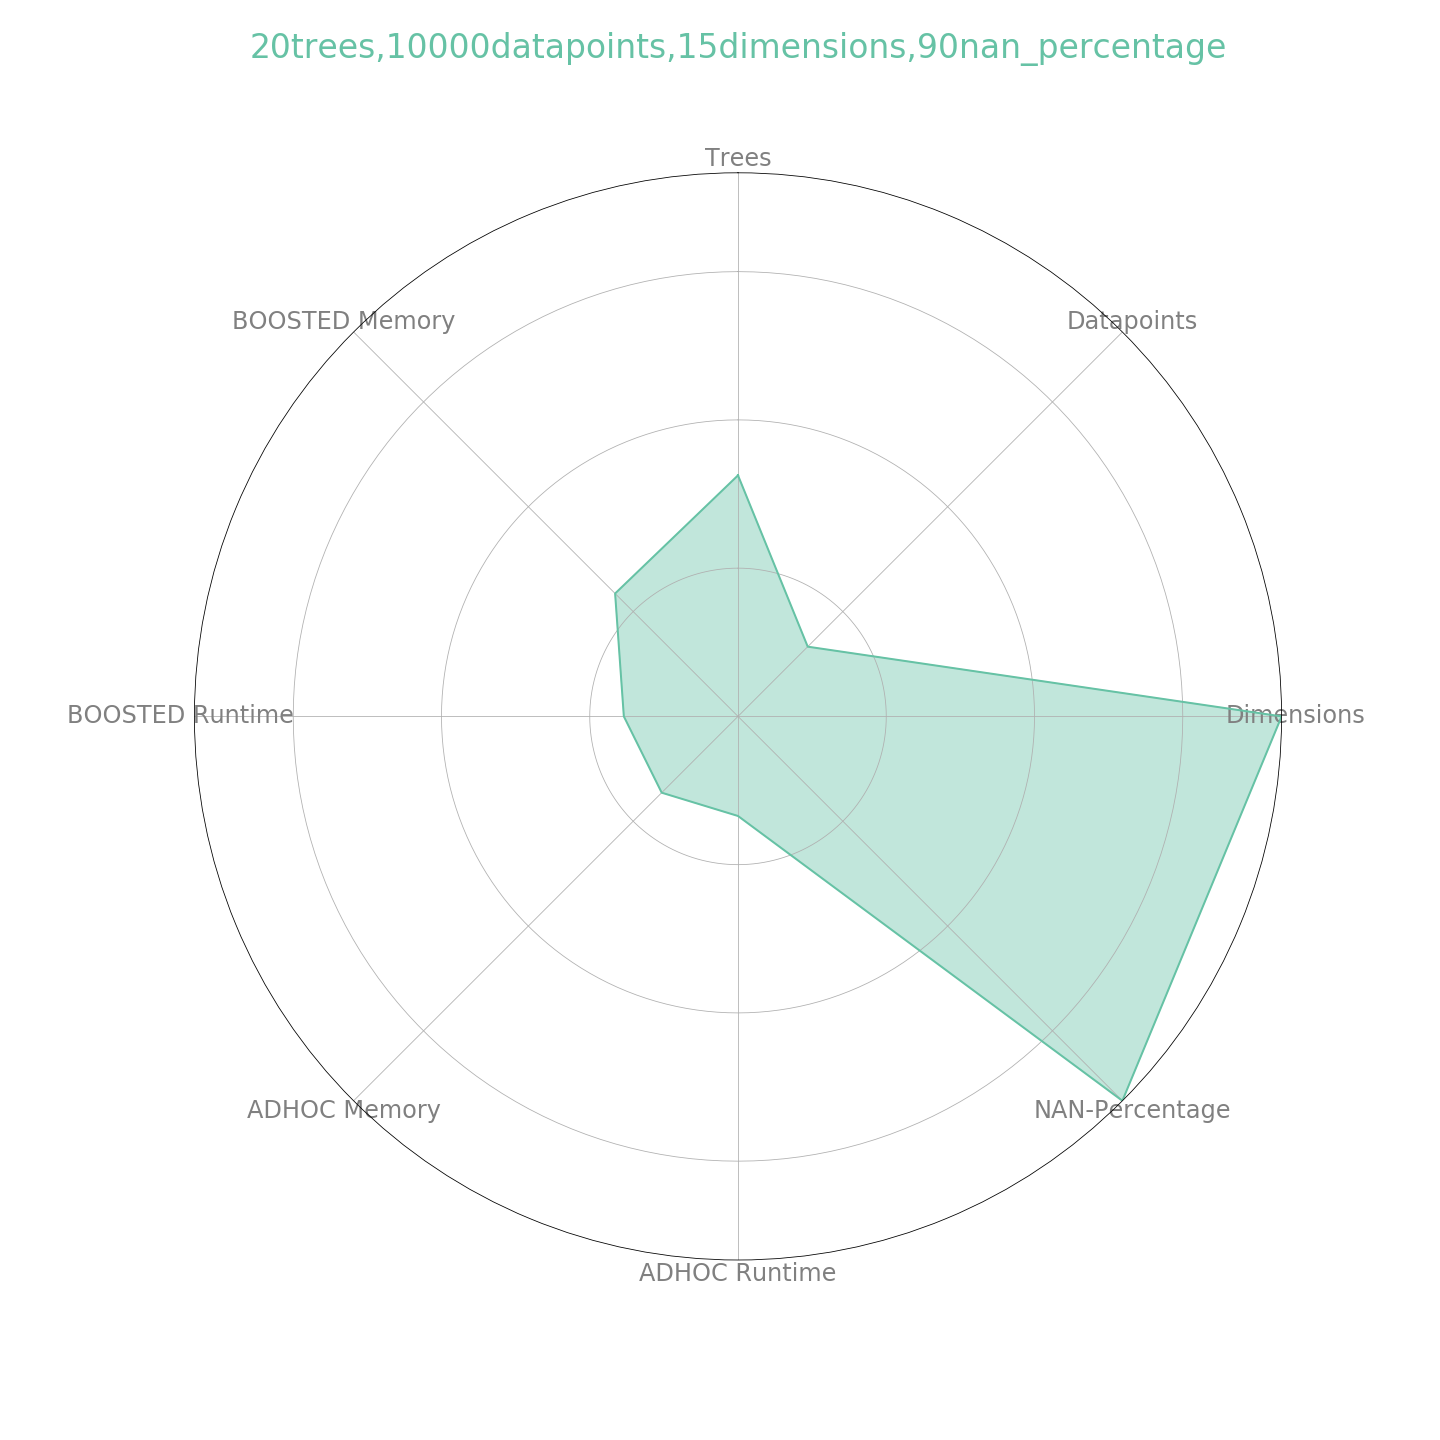 20trees,10000datapoints,15dimensions,90nan_percentage
Trees
BOOSTED Memory
Datapoints
BOOSTED Runtime
Dimensions
ADHOC Memory
NAN-Percentage
ADHOC Runtime